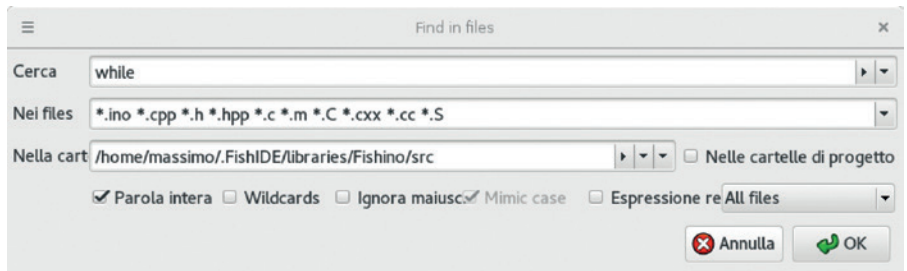 Find in files
Cerca while
Nei files *.ino *.cpp *.h *.hpp *.c *.m *.C *.cxx *.cc *.S
Nella cart /home/massimo/.FishIDE/libraries/Fishino/src Nelle cartelle di progetto
Parola intera Wildcards Ignora maiusc Mimic case Espressione re All files
Annulla OK